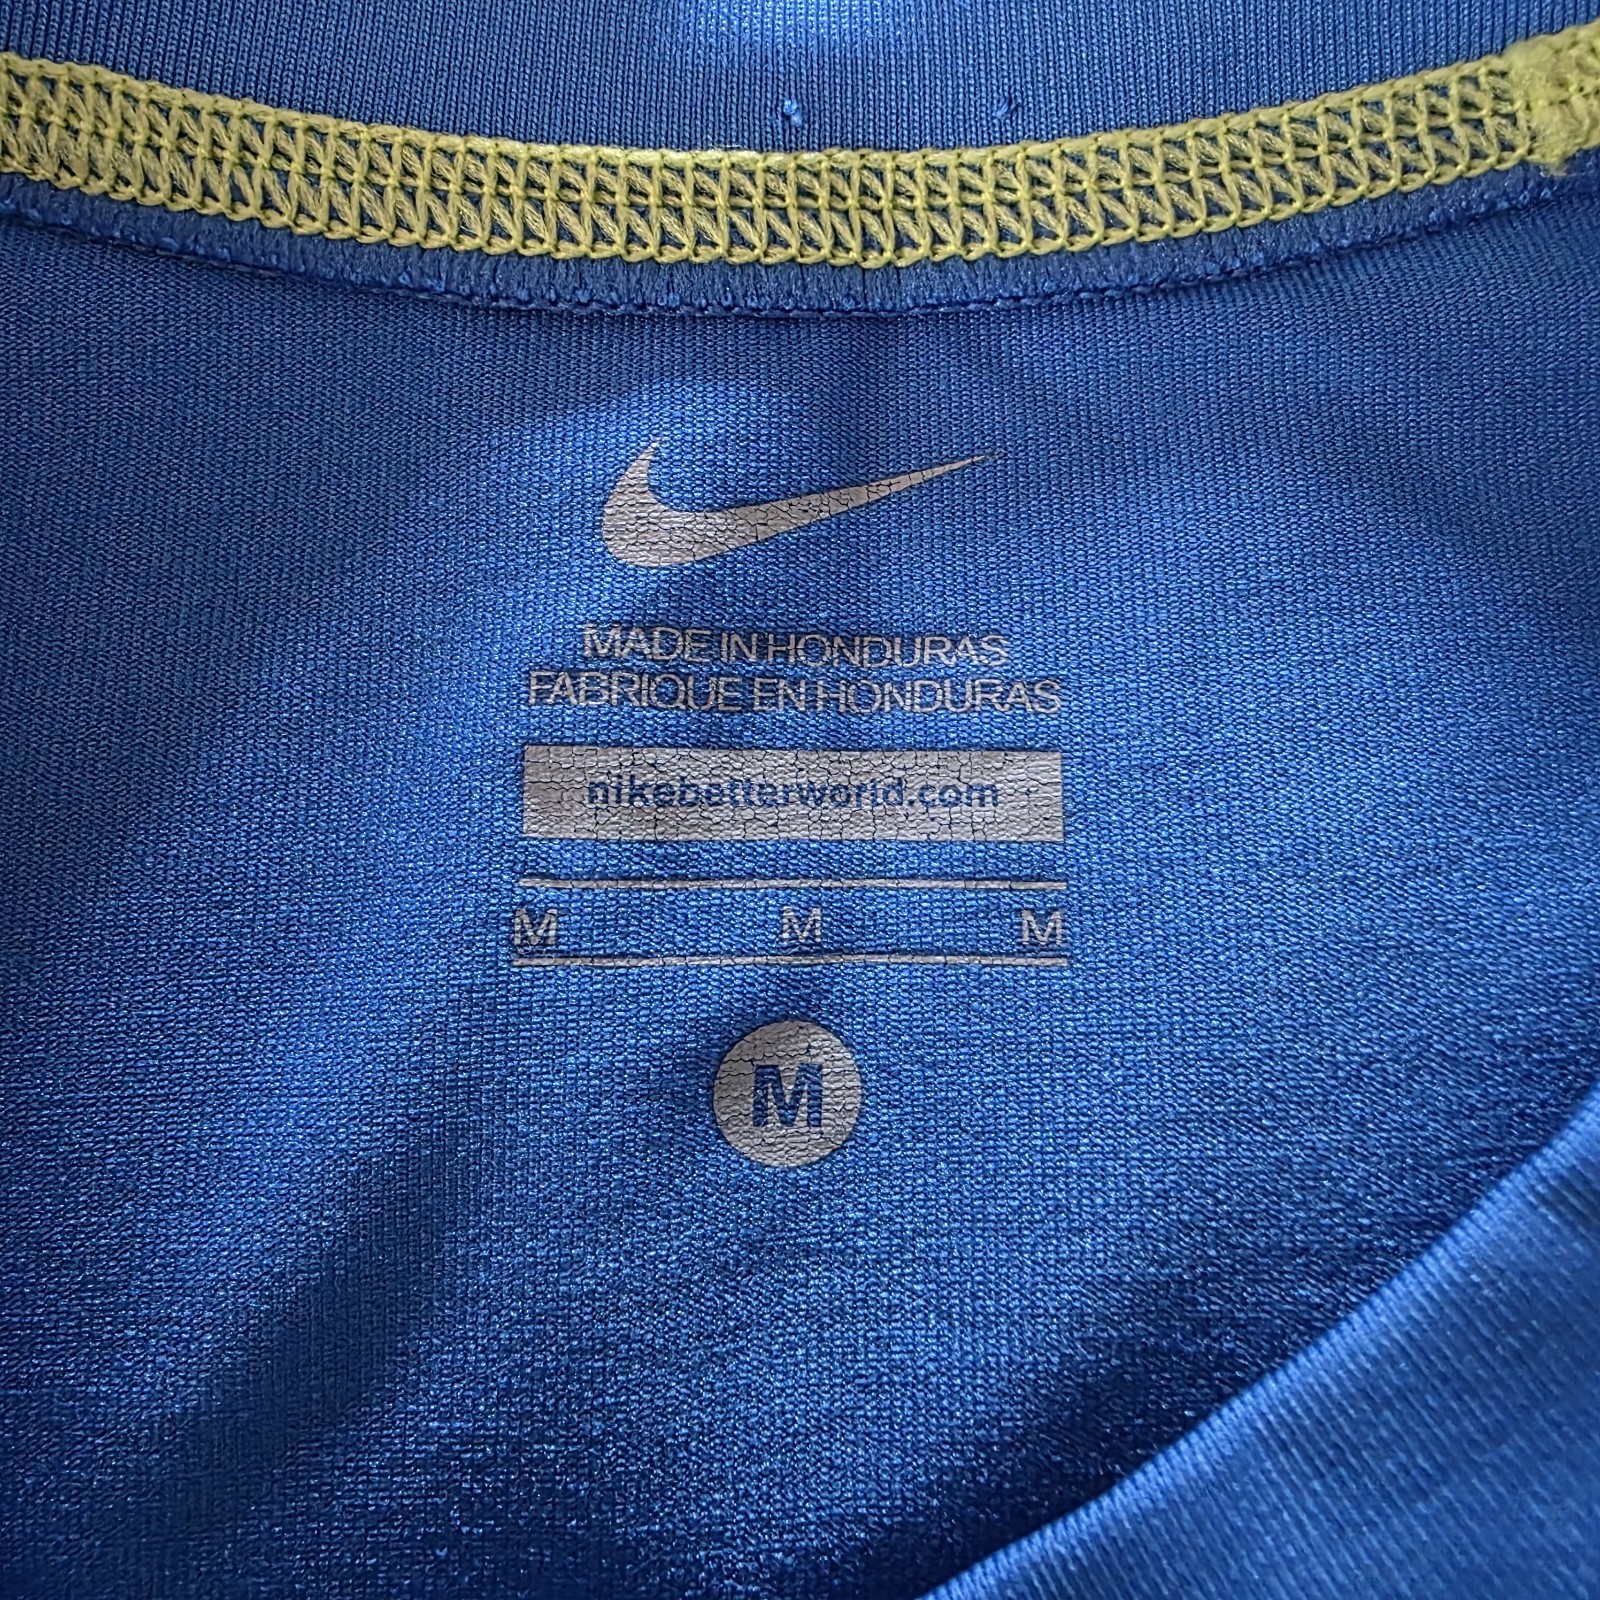 MADE IN HONDURAS
FABRIQUE EN HONDURAS
nikebetterworld.com
M M M
M